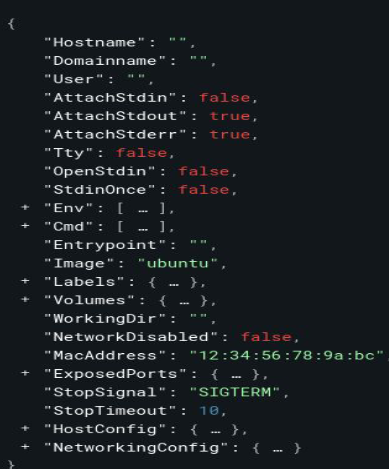 {
"Hostname": "",
"Domainname": "",
"User": "",
"AttachStdin": false,
"AttachStdout": true,
"AttachStderr": true,
"Tty": false,
"OpenStdin": false,
"StdinOnce": false,
+ "Env": [ … ],
+ "Cmd": [ … ],
"Entrypoint": "",
"Image": "ubuntu",
+ "Labels": { … },
+ "Volumes": { … },
"WorkingDir": "",
"NetworkDisabled": false,
"MacAddress": "12:34:56:78:9a:bc",
+ "ExposedPorts": { … },
"StopSignal": "SIGTERM",
"StopTimeout": 10,
+ "HostConfig": { … },
+ "NetworkingConfig": { … }
}